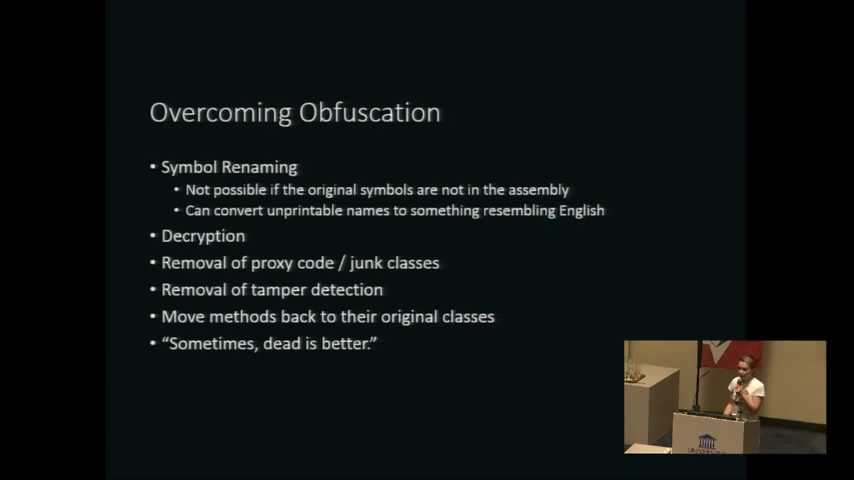 Overcoming Obfuscation
• Symbol Renaming
• Not possible if the original symbols are not in the assembly
• Can convert unprintable names to something resembling English
• Decryption
• Removal of proxy code / junk classes
• Removal of tamper detection
• Move methods back to their original classes
• “Sometimes, dead is better.”